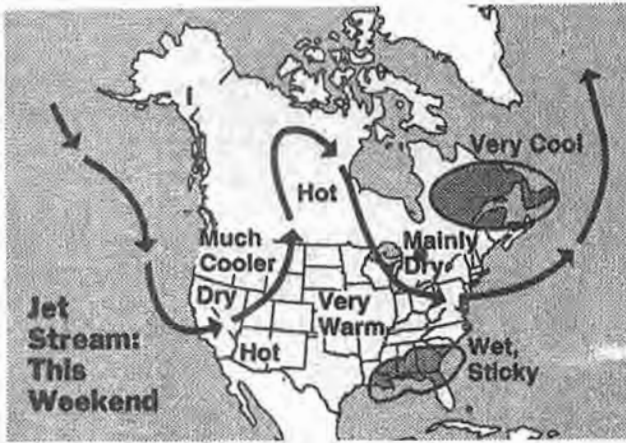 Very Cool
Hot
Much
Cooler
Mainly
Dry
Dry
Very
Warm
Hot
Wet,
Sticky
Jet
Stream:
This
Weekend